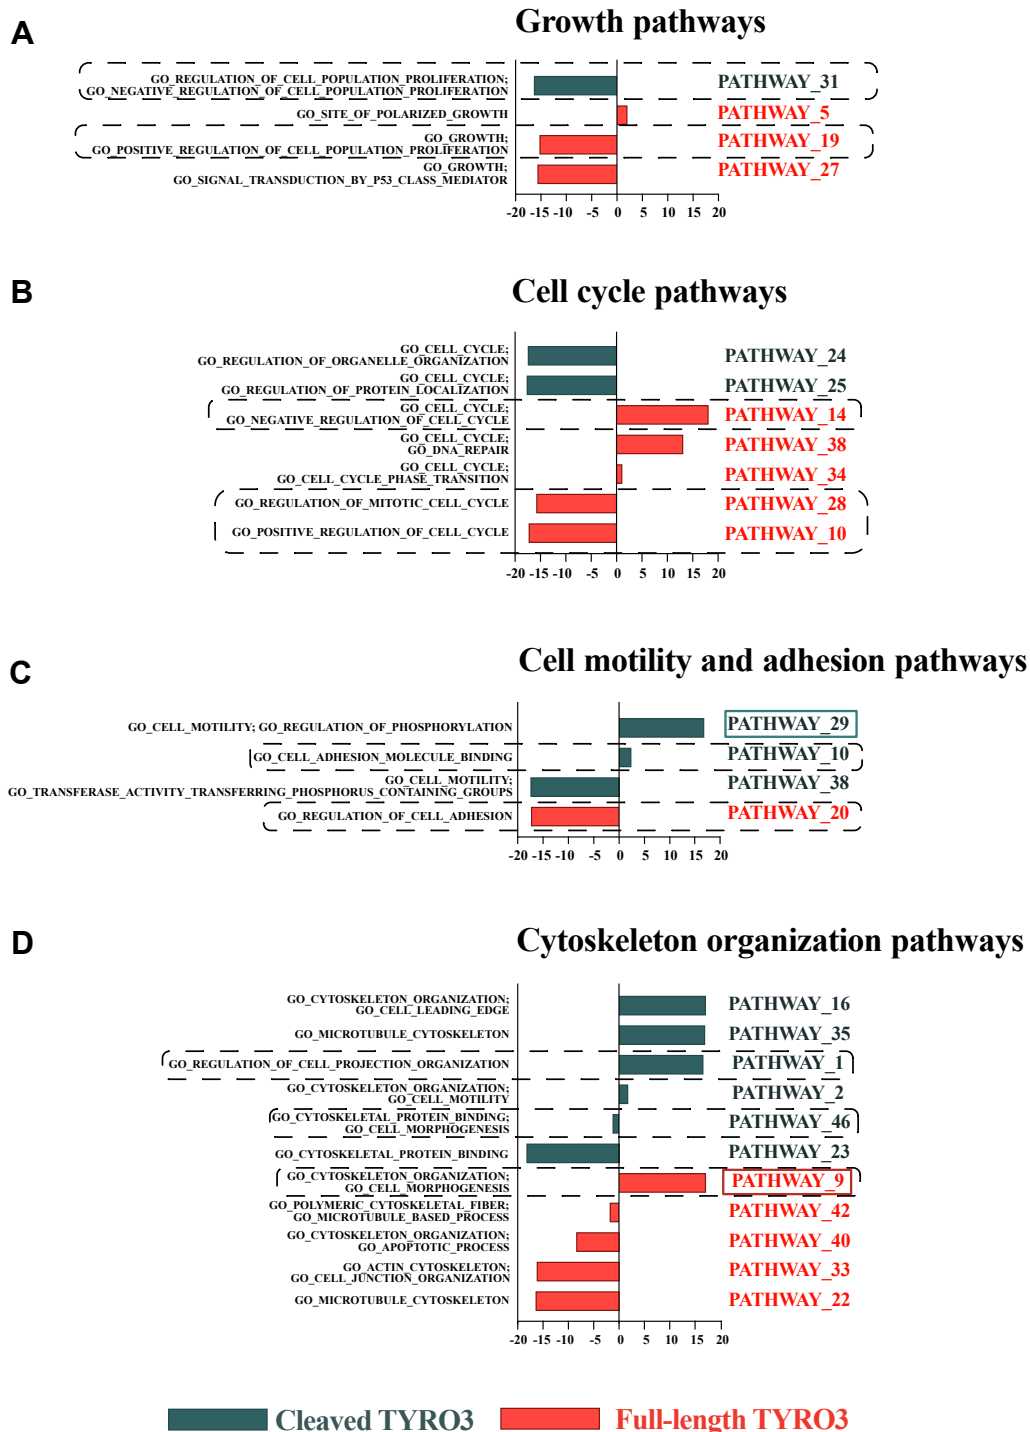 A
Growth pathways
GO_REGULATION_OF_CELL_POPULATION_PROLIFERATION;
GO_NEGATIVE_REGULATION_OF_CELL_POPULATION_PROLIFERATION
PATHWAY_31
GO_SITE_OF_POLARIZED_GROWTH
PATHWAY_5
GO_GROWTH;
GO_POSITIVE_REGULATION_OF_CELL_POPULATION_PROLIFERATION
PATHWAY_19
GO_GROWTH;
GO_SIGNAL_TRANSDUCTION_BY_P53_CLASS_MEDIATOR
PATHWAY_27
-20 -15 -10 -5 0 5 10 15 20
B
Cell cycle pathways
GO_CELL_CYCLE;
GO_REGULATION_OF_ORGANELLE_ORGANIZATION
PATHWAY_24
GO_CELL_CYCLE;
GO_REGULATION_OF_PROTEIN_LOCALIZATION
PATHWAY_25
GO_CELL_CYCLE;
GO_NEGATIVE_REGULATION_OF_CELL_CYCLE
PATHWAY_14
GO_CELL_CYCLE;
GO_DNA_REPAIR
PATHWAY_38
GO_CELL_CYCLE;
GO_CELL_CYCLE_PHASE_TRANSITION
PATHWAY_34
GO_REGULATION_OF_MITOTIC_CELL_CYCLE
PATHWAY_28
GO_POSITIVE_REGULATION_OF_CELL_CYCLE
PATHWAY_10
-20 -15 -10 -5 0 5 10 15 20
C
Cell motility and adhesion pathways
GO_CELL_MOTILITY; GO_REGULATION_OF_PHOSPHORYLATION
PATHWAY_29
GO_CELL_ADHESION_MOLECULE_BINDING
PATHWAY_10
GO_CELL_MOTILITY;
GO_TRANSFERASE_ACTIVITY_TRANSFERRING_PHOSPHORUS_CONTAINING_GROUPS
PATHWAY_38
GO_REGULATION_OF_CELL_ADHESION
PATHWAY_20
-20 -15 -10 -5 0 5 10 15 20
D
Cytoskeleton organization pathways
GO_CYTOSKELETON_ORGANIZATION;
GO_CELL_LEADING_EDGE
PATHWAY_16
GO_MICROTUBULE_CYTOSKELETON
PATHWAY_35
GO_REGULATION_OF_CELL_PROJECTION_ORGANIZATION
PATHWAY_1
GO_CYTOSKELETON_ORGANIZATION;
GO_CELL_MOTILITY
PATHWAY_2
GO_CYTOSKELETAL_PROTEIN_BINDING;
GO_CELL_MORPHOGENESIS
PATHWAY_46
GO_CYTOSKELETAL_PROTEIN_BINDING
PATHWAY_23
GO_CYTOSKELETON_ORGANIZATION;
GO_CELL_MORPHOGENESIS
PATHWAY_9
GO_POLYMERIC_CYTOSKELETAL_FIBER;
GO_MICROTUBULE_BASED_PROCESS
PATHWAY_42
GO_CYTOSKELETON_ORGANIZATION;
GO_APOPTOTIC_PROCESS
PATHWAY_40
GO_ACTIN_CYTOSKELETON;
GO_CELL_JUNCTION_ORGANIZATION
PATHWAY_33
GO_MICROTUBULE_CYTOSKELETON
PATHWAY_22
-20 -15 -10 -5 0 5 10 15 20
Cleaved TYRO3 Full-length TYRO3